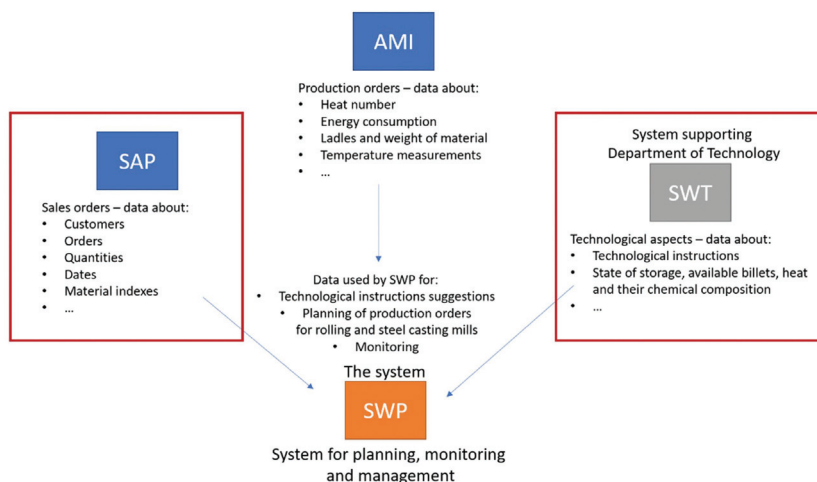 AMI
Production orders – data about:
• Heat number
• Energy consumption
• Ladles and weight of material
• Temperature measurements
• ...
SAP
Sales orders – data about:
• Customers
• Orders
• Quantities
• Dates
• Material indexes
• ...
System supporting
Department of Technology
SWT
Technological aspects – data about:
• Technological instructions
• State of storage, available billets, heat
and their chemical composition
• ...
Data used by SWP for:
• Technological instructions suggestions
• Planning of production orders
for rolling and steel casting mills
• Monitoring
The system
SWP
System for planning, monitoring
and management